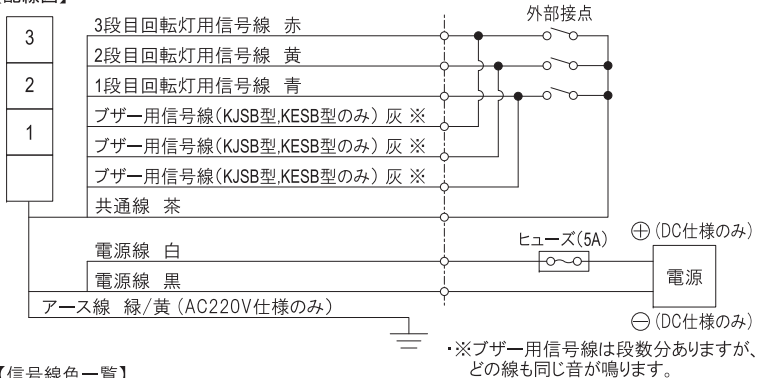 【配線図】
外部接点
3
2
1
3段目回転灯用信号線 赤
2段目回転灯用信号線 黄
1段目回転灯用信号線 青
ブザー用信号線(KJSB型,KESB型のみ) 灰 ※
ブザー用信号線(KJSB型,KESB型のみ) 灰 ※
ブザー用信号線(KJSB型,KESB型のみ) 灰 ※
共通線 茶
電源線 白
電源線 黒
アース線 緑/黄 (AC220V仕様のみ)
ヒューズ(5A)
⊕(DC仕様のみ)
電源
⊖(DC仕様のみ)
・※ブザー用信号線は段数分ありますが、
どの線も同じ音が鳴ります。
【信号線色一覧】